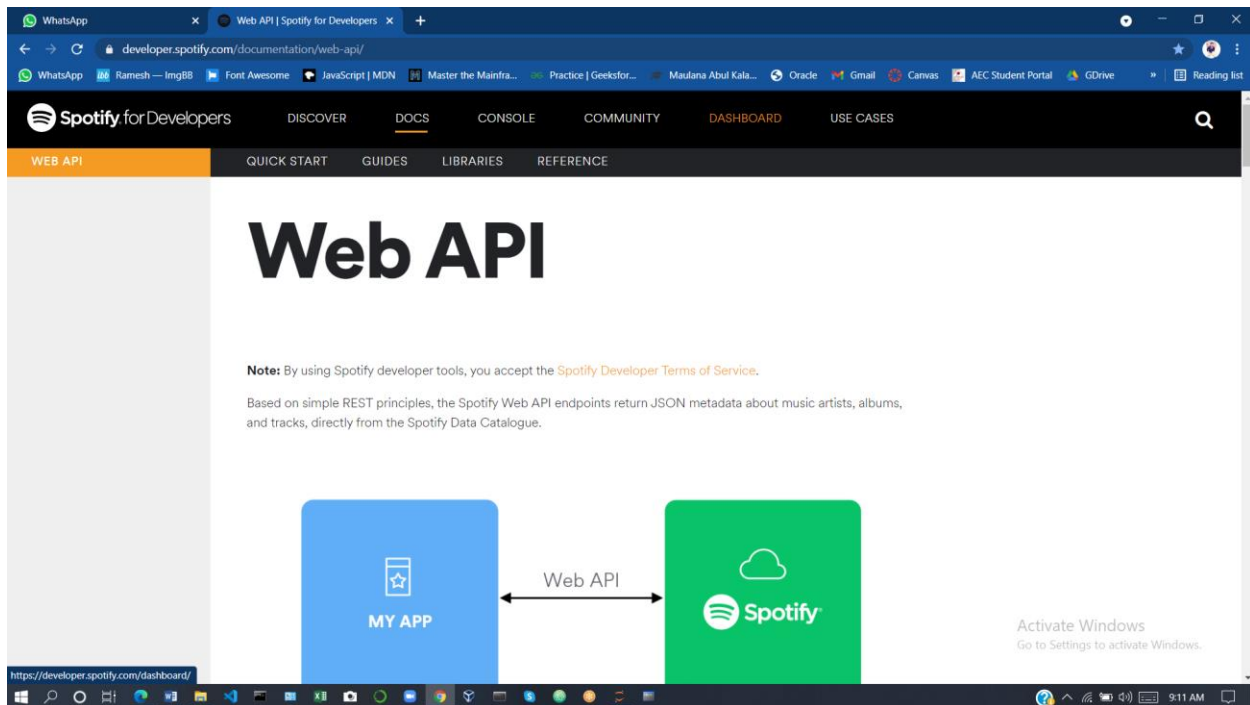 WhatsApp
Web API | Spotify for Developers
developer.spotify.com/documentation/web-api/
WhatsApp Ramesh — ImgBB Font Awesome JavaScript | MDN Master the Mainfra... Practice | Geeksfor... Maulana Abul Kala... Oracle Gmail Canvas AEC Student Portal GDrive » Reading list
Spotify for Developers DISCOVER DOCS CONSOLE COMMUNITY DASHBOARD USE CASES
WEB API QUICK START GUIDES LIBRARIES REFERENCE
Web API
Note: By using Spotify developer tools, you accept the Spotify Developer Terms of Service.
Based on simple REST principles, the Spotify Web API endpoints return JSON metadata about music artists, albums,
and tracks, directly from the Spotify Data Catalogue.
Web API
MY APP
Spotify
Activate Windows
Go to Settings to activate Windows.
https://developer.spotify.com/dashboard/
9:11 AM